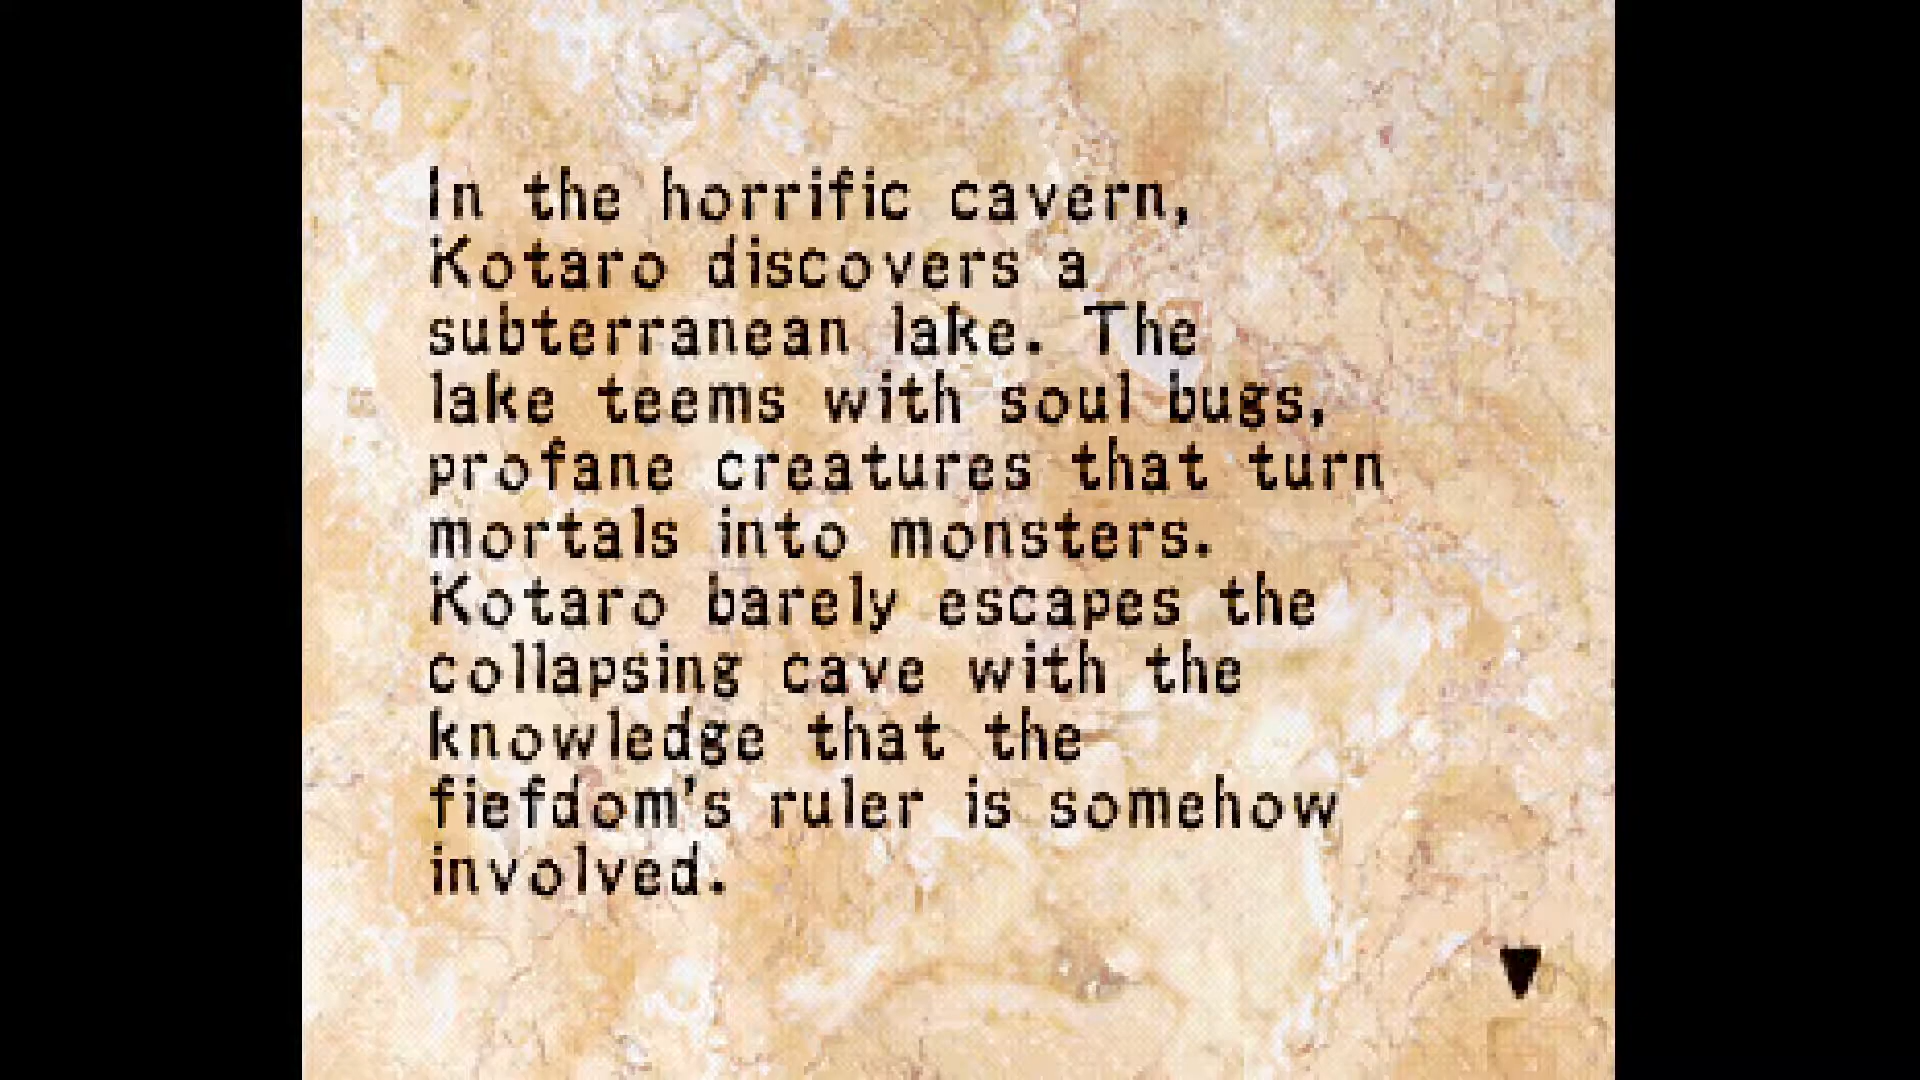 In the horrific cavern,
Kotaro discovers a
subterranean lake. The
lake teems with soul bugs,
profane creatures that turn
mortals into monsters.
Kotaro barely escapes the
collapsing cave with the
knowledge that the
fiefdom's ruler is somehow
involved.